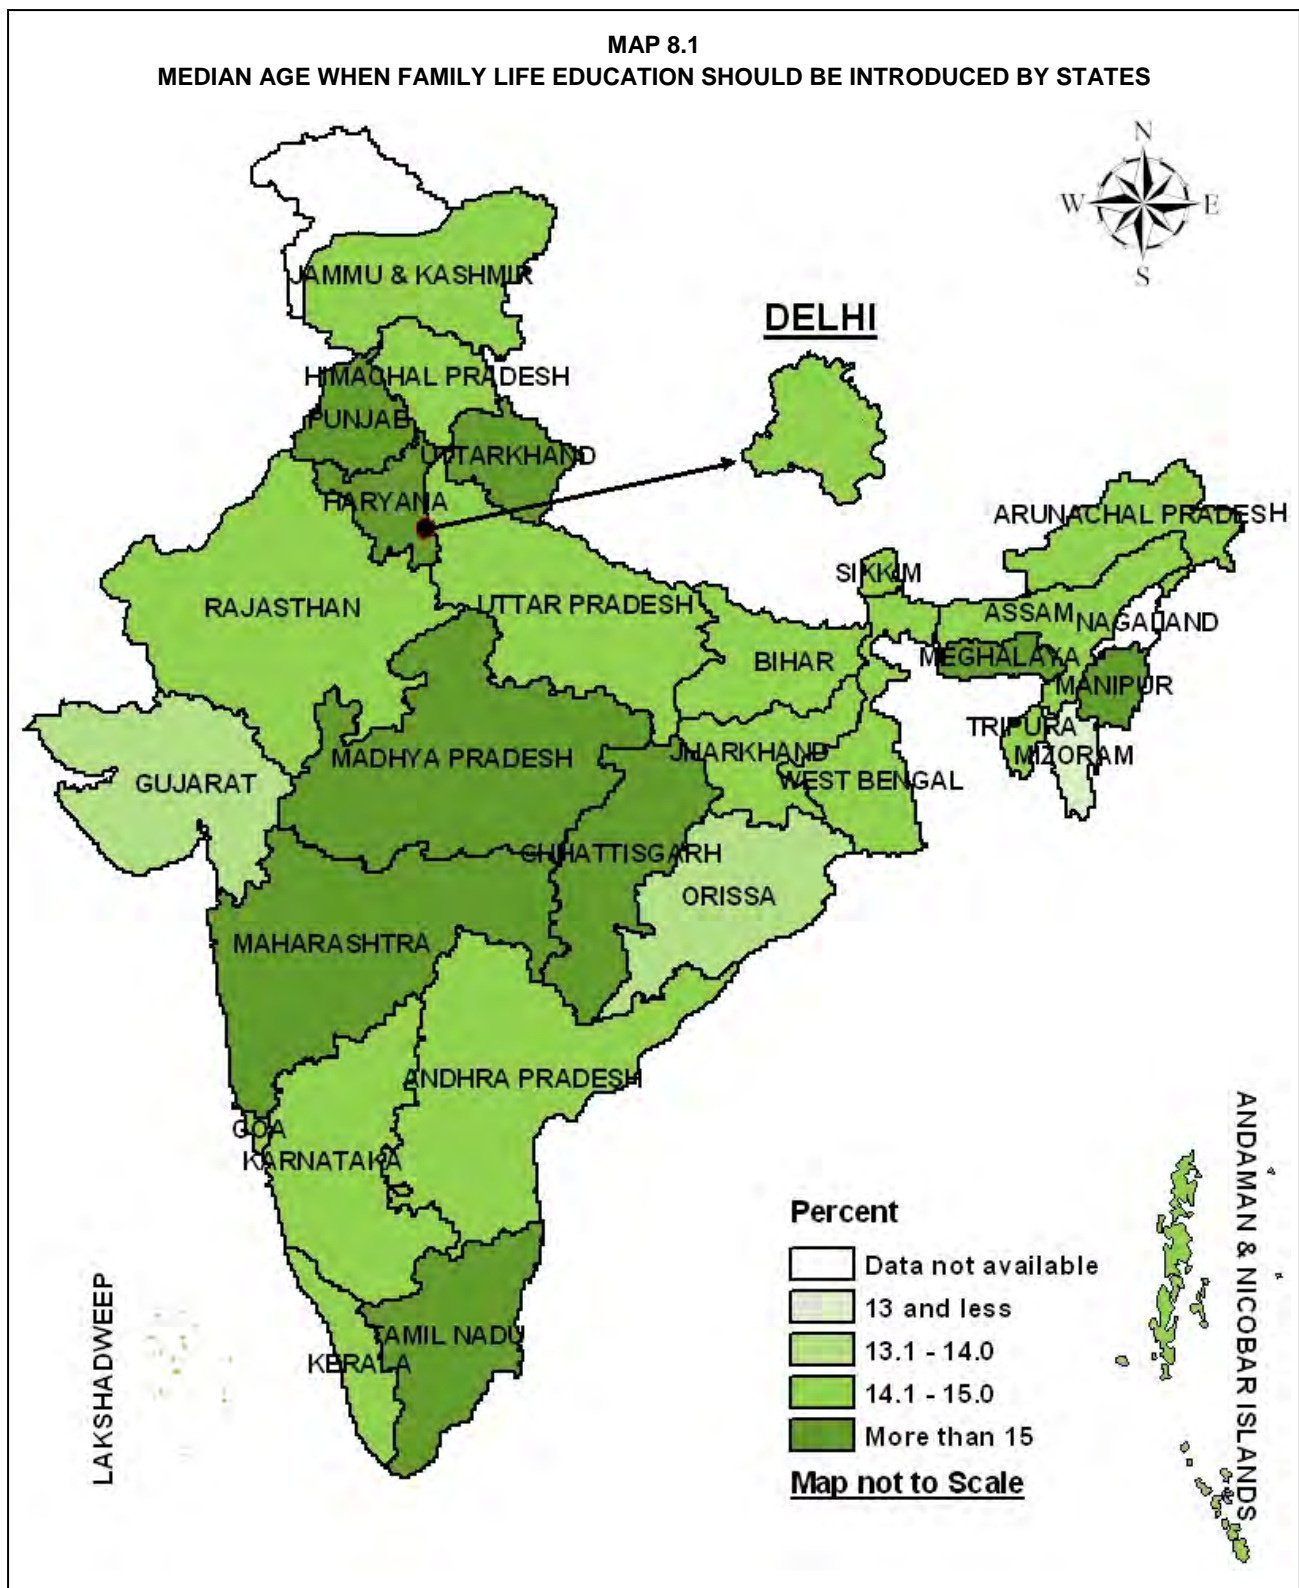 MAP 8.1
MEDIAN AGE WHEN FAMILY LIFE EDUCATION SHOULD BE INTRODUCED BY STATES
N
W E
S
JAMMU & KASHMIR
DELHI
HIMACHAL PRADESH
PUNJAB
UTTARKHAND
HARYANA
ARUNACHAL PRADESH
SIKKIM
RAJASTHAN
UTTAR PRADESH
ASSAM
NAGALAND
BIHAR
MEGHALAYA
MANIPUR
TRIPURA
MIZORAM
MADHYA PRADESH
JHARKHAND
GUJARAT
WEST BENGAL
CHHATTISGARH
ORISSA
MAHARASHTRA
ANDHRA PRADESH
GOA
KARNATAKA
TAMIL NADU
KERALA
LAKSHADWEEP
ANDAMAN & NICOBAR ISLANDS
Percent
Data not available
13 and less
13.1 - 14.0
14.1 - 15.0
More than 15
Map not to Scale